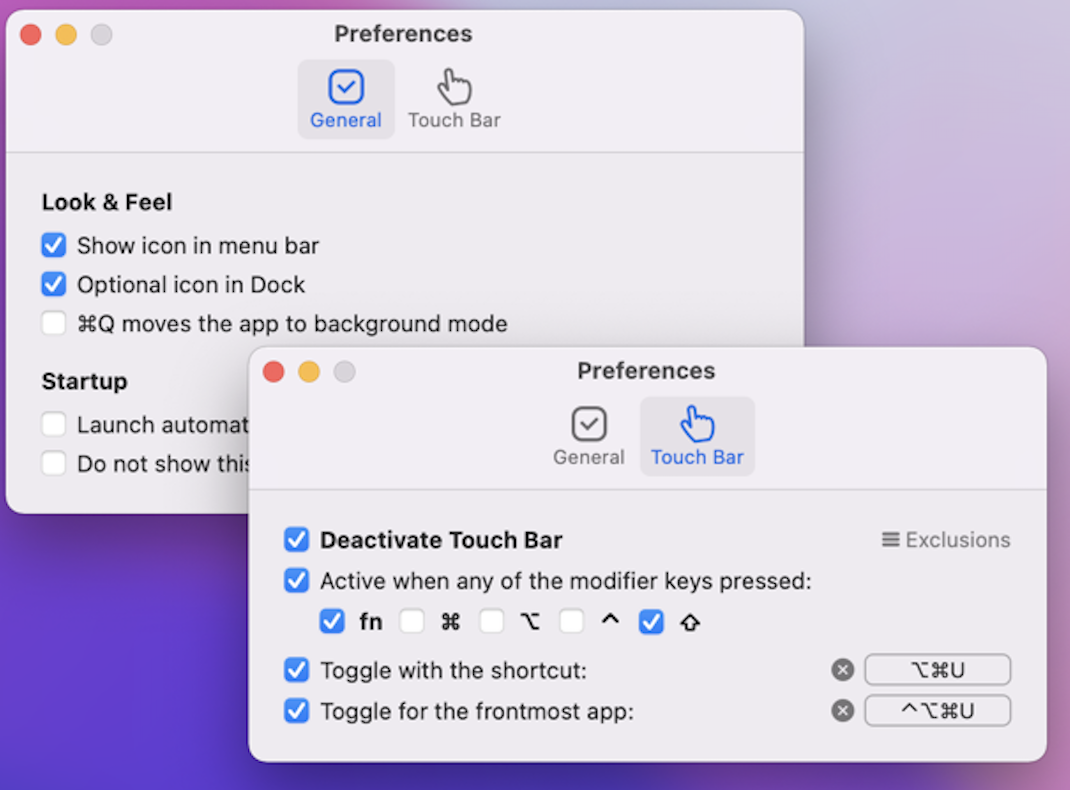 Preferences
General Touch Bar
Look & Feel
Show icon in menu bar
Optional icon in Dock
⌘Q moves the app to background mode
Startup
Launch
Do not show
Preferences
General Touch Bar
Deactivate Touch Bar Exclusions
Active when any of the modifier keys pressed:
fn ⌘ ⌥ ^ ⇧
Toggle with the shortcut: ⌥⌘U
Toggle for the frontmost app: ^⌥⌘U